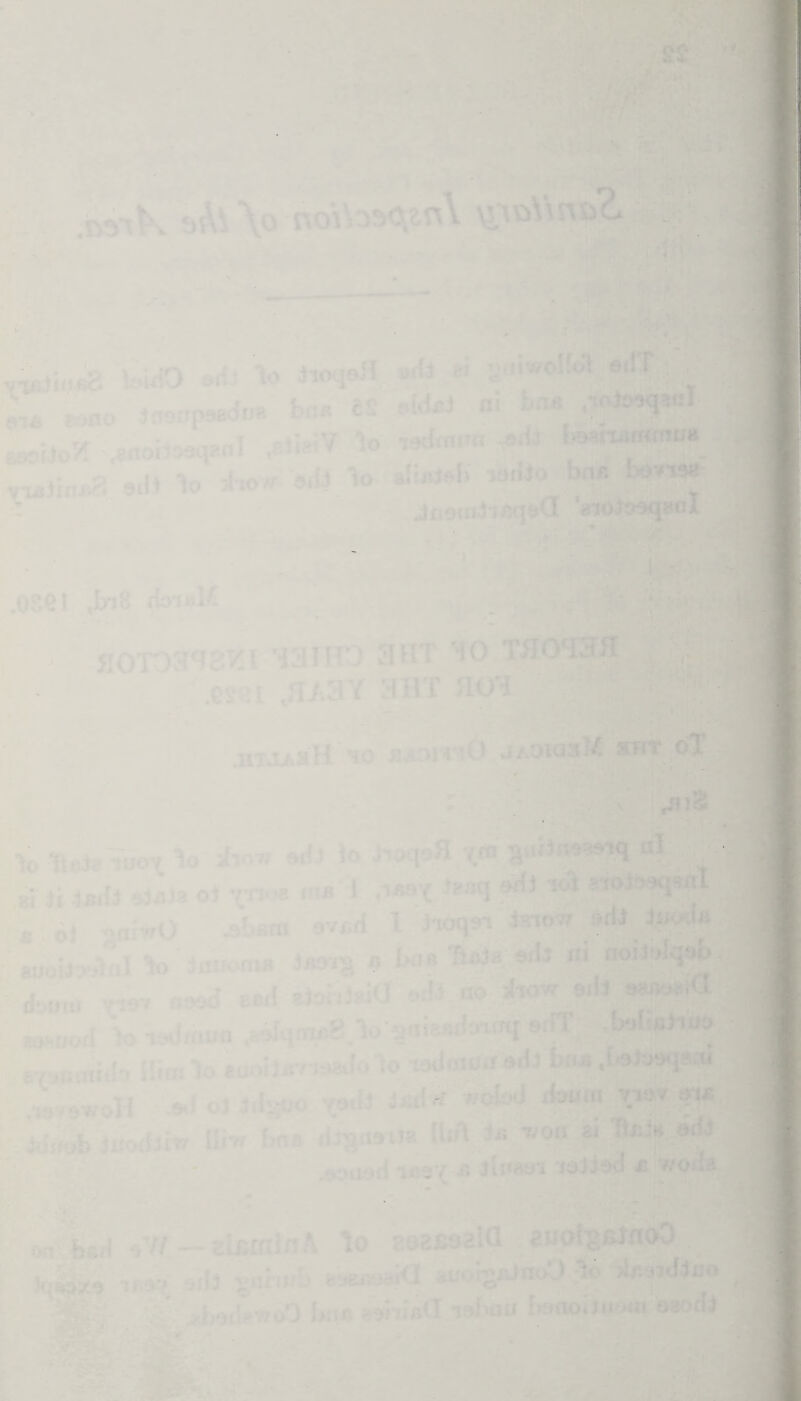 22
Sanitary Inspection of the Area.
The following is the Report of the Chief Sanitary
Inspector, and in table 22 and subsequent ones are
summarised the number of Visits, Inspections, Notices
served and other details of the work of the Sanitary
Inspectors' Department.
March 3rd, 1930.
REPORT OF THE CHIEF INSPECTOR
FOR THE YEAR, 1929.
To the Medical Officer of Health.
Sir,
In presenting my Report of the work of your Staff of
Inspectors for the past year, I am sorry to state that it is
about the worst report I have made. Owing to a
depletion in the Staff and a great amount of Infectious
Disease the work on the Districts has been very much
curtailed. The purchasing of Samples, number of houses
inspected, and the number of observations of mill chimneys
are very much below what they ought to be. However,
the Staff is now at full strength and will without doubt
show a better result a year hence.
Contagious Diseases of Animals.—We had no
outbreak of Contagious Diseases during the year except
those mentioned under Dairies and Cowsheds.